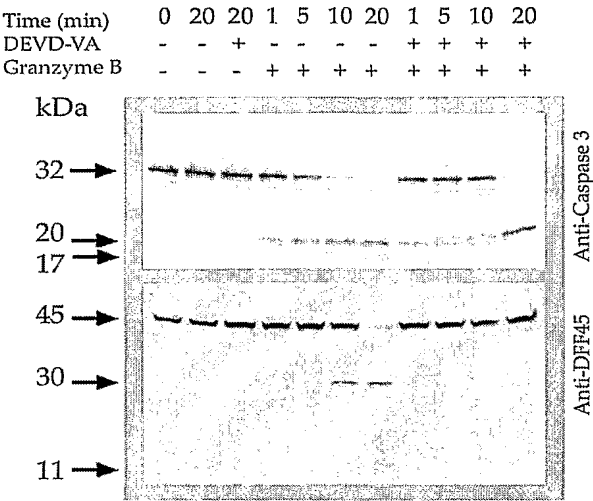 Time (min) 0 20 20 1 5 10 20 1 5 10 20
DEVD-VA - - + - - - - + + + +
Granzyme B - - - + + + + + + + +
kDa
32
20
17
Anti-Caspase 3
45
30
11
Anti-DFF45